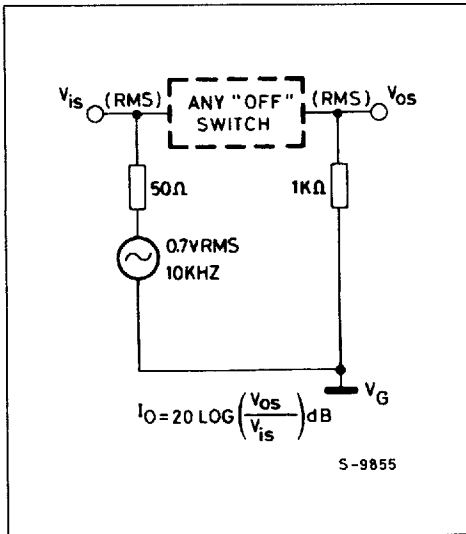 Vis (RMS) ANY "OFF" SWITCH (RMS) Vos
50Ω
1KΩ
0.7VRMS
10KHZ
VG
IO=20 LOG(Vos/Vis)dB
S-9855